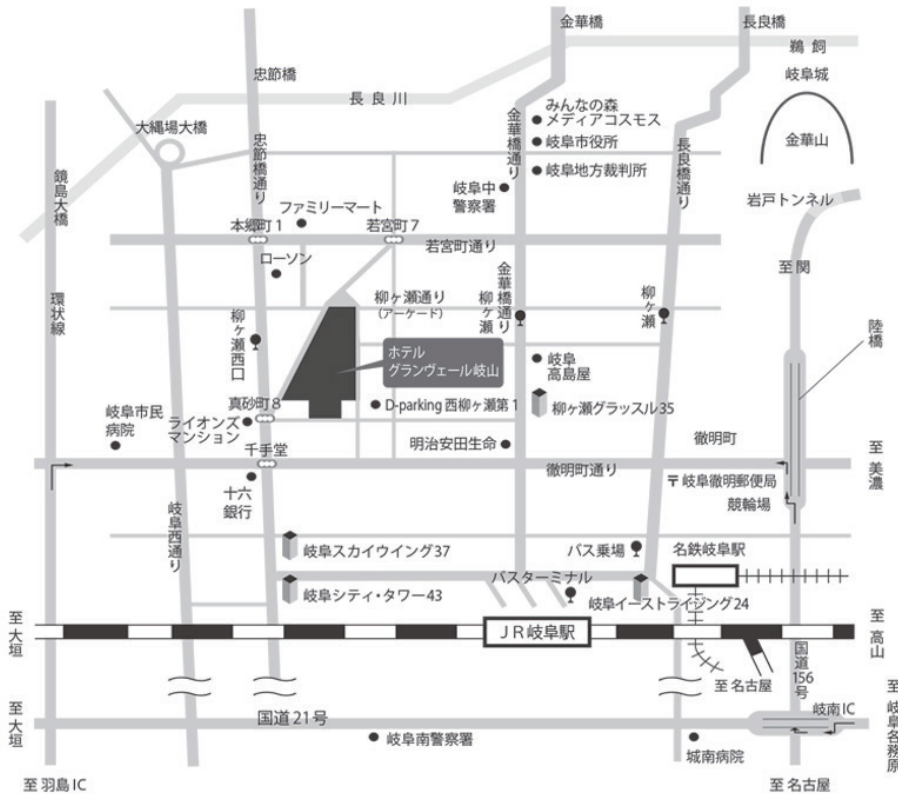 金華橋
長良橋
鵜 飼
忠節橋
岐阜城
長 良 川
みんなの森
メディアコスモス
大縄場大橋
金華橋通り
岐阜市役所
金華山
忠節橋通り
長良橋通り
岐阜地方裁判所
鏡島大橋
岐阜中
警察署
岩戸トンネル
ファミリーマート
本郷町1
若宮町7
若宮町通り
ローソン
至関
金華橋通り
柳ヶ瀬通り
(アーケード)
柳ヶ瀬
柳ヶ瀬
環状線
陸橋
柳ヶ瀬西口
ホテル
グランヴェール岐山
岐阜
高島屋
真砂町8
D-parking 西柳ヶ瀬第1
柳ヶ瀬グラッスル35
岐阜市民
病院
ライオンズ
マンション
明治安田生命
徹明町
千手堂
徹明町通り
至美濃
〒岐阜徹明郵便局
十六
銀行
競輪場
岐阜西通り
岐阜スカイウイング37
バス乗場
名鉄岐阜駅
バスターミナル
岐阜シティ・タワー43
岐阜イーストライジング24
至大垣
JR岐阜駅
至高山
国道156号
至名古屋
至大垣
国道21号
岐南IC
至岐阜各務原
岐阜南警察署
城南病院
至羽島IC
至名古屋